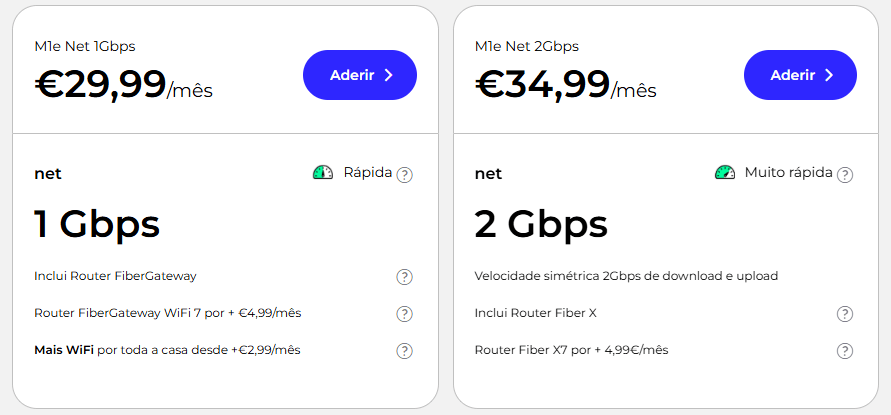 M1e Net 1Gbps
€29,99/mês
Aderir
net
Rápida
1 Gbps
Inclui Router FiberGateway
Router FiberGateway WiFi 7 por + €4,99/mês
Mais WiFi por toda a casa desde +€2,99/mês
M1e Net 2Gbps
€34,99/mês
Aderir
net
Muito rápida
2 Gbps
Velocidade simétrica 2Gbps de download e upload
Inclui Router Fiber X
Router Fiber X7 por + 4,99€/mês